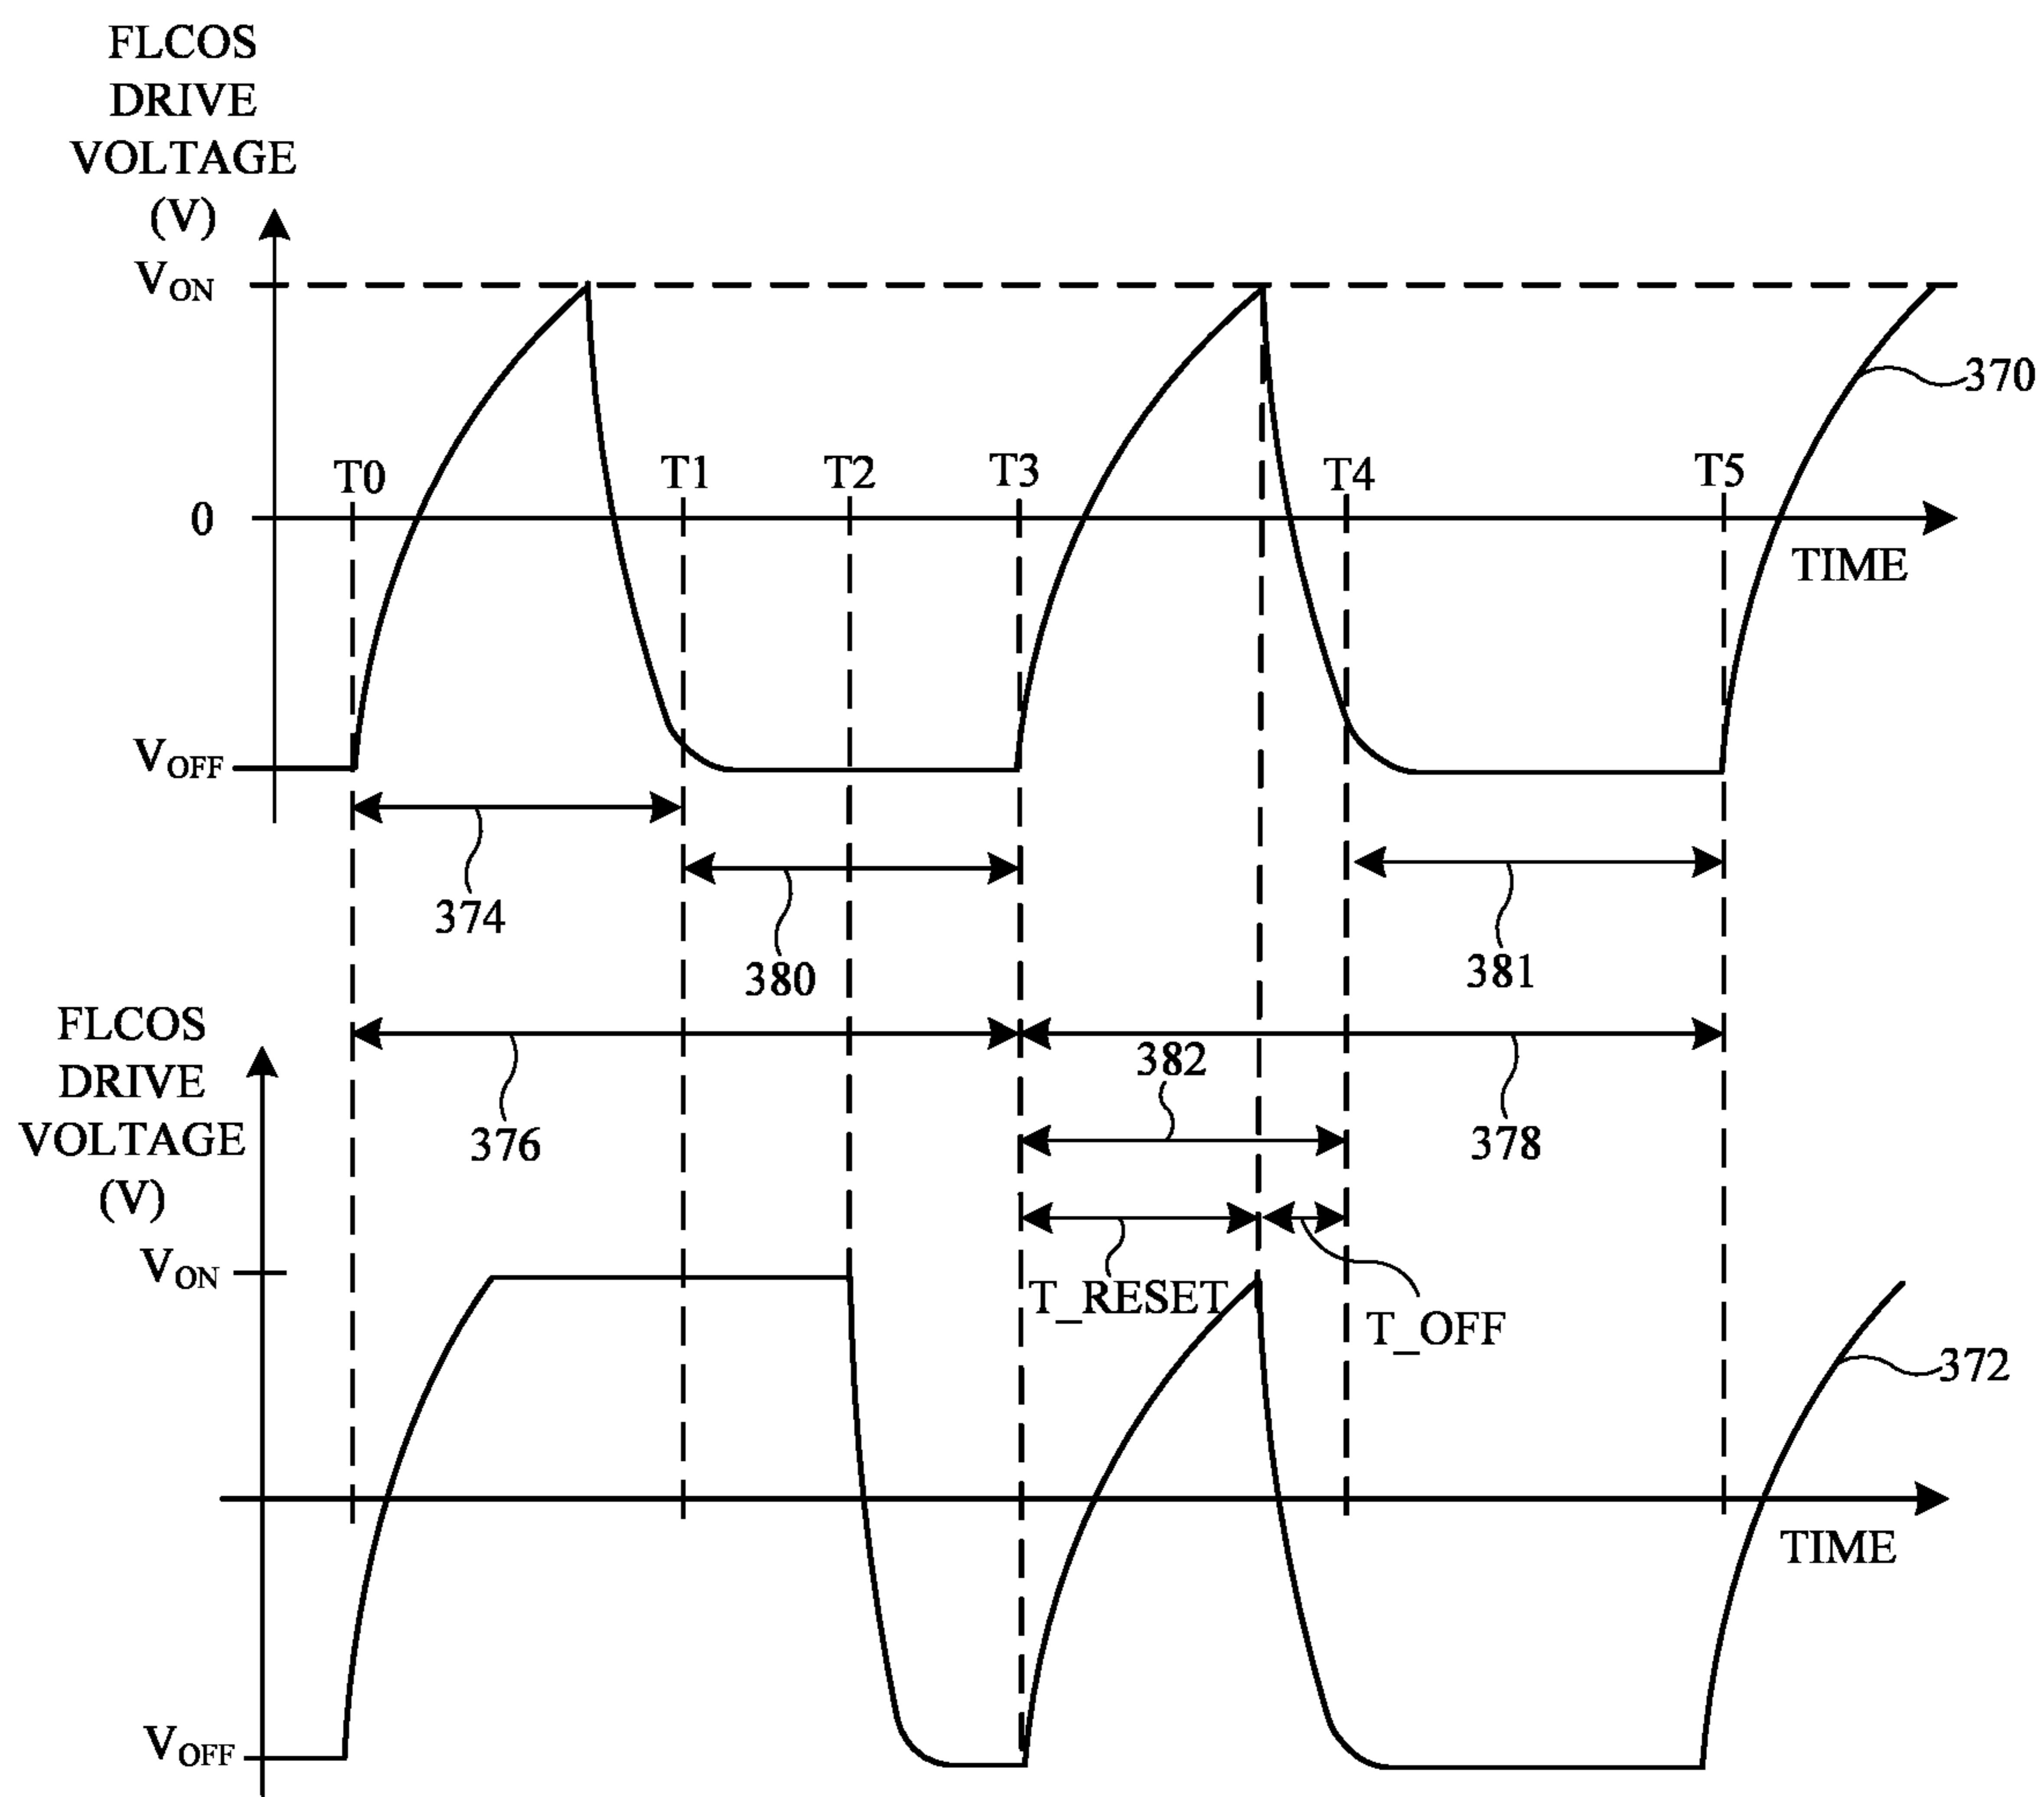 FLCOS
DRIVE
VOLTAGE
(V)
VON
370
T0
T1
T2
T3
T4
T5
0
TIME
VOFF
374
380
381
FLCOS
DRIVE
VOLTAGE
(V)
376
382
378
VON
T_RESET
T_OFF
372
TIME
VOFF